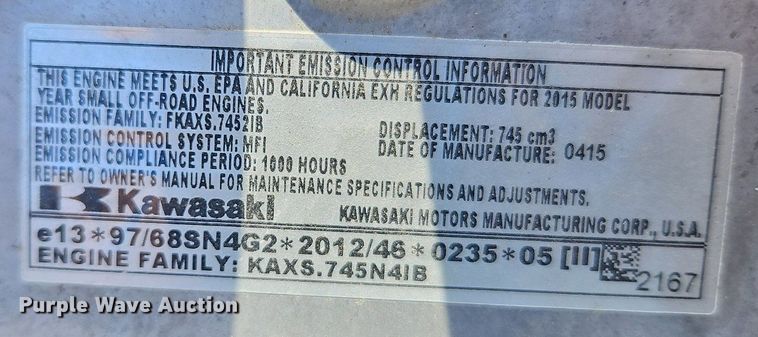 IMPORTANT EMISSION CONTROL INFORMATION
THIS ENGINE MEETS U.S. EPA AND CALIFORNIA EXH REGULATIONS FOR 2015 MODEL
YEAR SMALL OFF-ROAD ENGINES.
EMISSION FAMILY: FKAXS.7452IB DISPLACEMENT: 745 cm3
EMISSION CONTROL SYSTEM: MFI DATE OF MANUFACTURE: 0415
EMISSION COMPLIANCE PERIOD: 1000 HOURS
REFER TO OWNER'S MANUAL FOR MAINTENANCE SPECIFICATIONS AND ADJUSTMENTS.
Kawasaki KAWASAKI MOTORS MANUFACTURING CORP., U.S.A.
e13*97/68SN4G2*2012/46*0235*05 [II]
ENGINE FAMILY: KAXS.745N4IB 2167
Purple Wave Auction